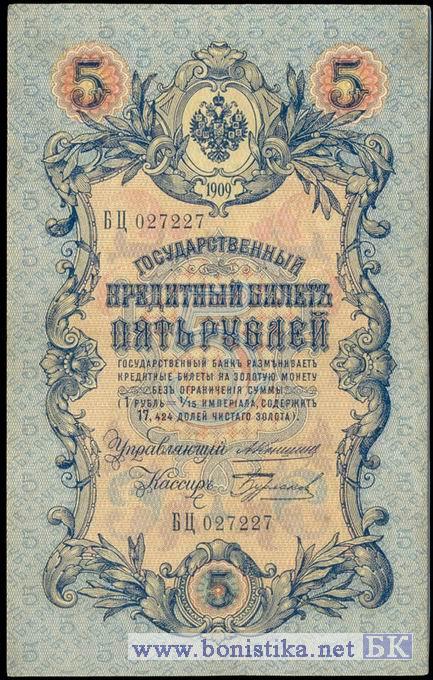 5 5
1909
БЦ 027227
ГОСУДАРСТВЕННЫЙ
КРЕДИТНЫЙ БИЛЕТЪ
ПЯТЬ РУБЛЕЙ
ГОСУДАРСТВЕННЫЙ БАНКЪ РАЗМѢНИВАЕТЪ
КРЕДИТНЫЕ БИЛЕТЫ НА ЗОЛОТУЮ МОНЕТУ
БЕЗЪ ОГРАНИЧЕНІЯ СУММЫ
(1 РУБЛЬ = 1/15 ИМПЕРІАЛА, СОДЕРЖИТЪ
17,424 ДОЛЕЙ ЧИСТАГО ЗОЛОТА).
Управляющій
Кассиръ
БЦ 027227
5
www.bonistika.net БК